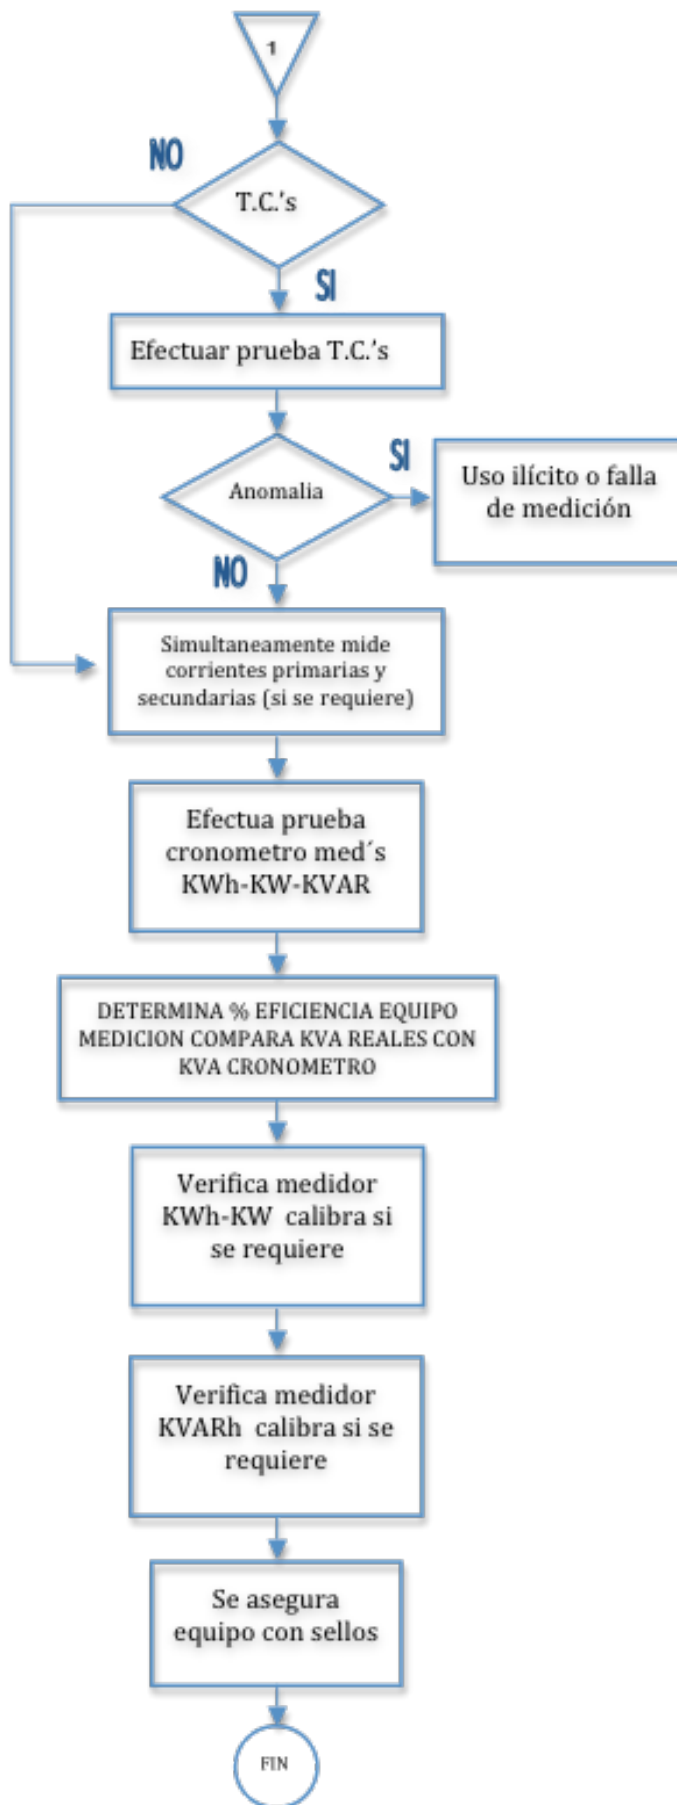 1
NO
T.C.'s
SI
Efectuar prueba T.C.'s
Anomalia
SI
Uso ilícito o falla
de medición
NO
Simultaneamente mide
corrientes primarias y
secundarias (si se requiere)
Efectua prueba
cronometro med´s
KWh-KW-KVAR
DETERMINA % EFICIENCIA EQUIPO
MEDICION COMPARA KVA REALES CON
KVA CRONOMETRO
Verifica medidor
KWh-KW calibra si
se requiere
Verifica medidor
KVARh calibra si se
requiere
Se asegura
equipo con sellos
FIN